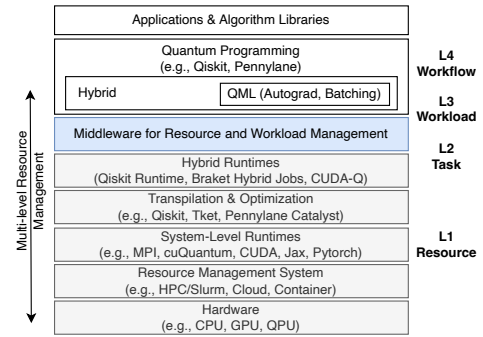 Applications & Algorithm Libraries
Quantum Programming
(e.g., Qiskit, Pennylane)
Hybrid
QML (Autograd, Batching)
Middleware for Resource and Workload Management
Hybrid Runtimes
(Qiskit Runtime, Braket Hybrid Jobs, CUDA-Q)
Transpilation & Optimization
(e.g., Qiskit, Tket, Pennylane Catalyst)
System-Level Runtimes
(e.g., MPI, cuQuantum, CUDA, Jax, Pytorch)
Resource Management System
(e.g., HPC/Slurm, Cloud, Container)
Hardware
(e.g., CPU, GPU, QPU)
Multi-level Resource
Management
L4
Workflow
L3
Workload
L2
Task
L1
Resource